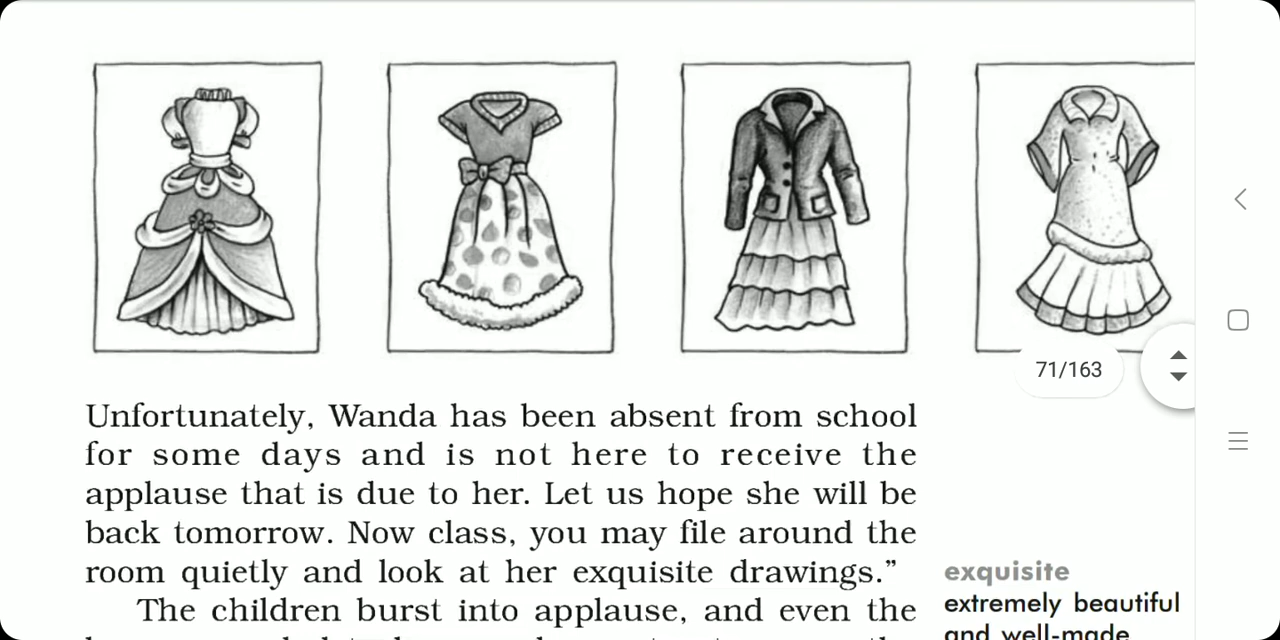 71/163
Unfortunately, Wanda has been absent from school
for some days and is not here to receive the
applause that is due to her. Let us hope she will be
back tomorrow. Now class, you may file around the
room quietly and look at her exquisite drawings.”
The children burst into applause, and even the
exquisite
extremely beautiful
and well-made